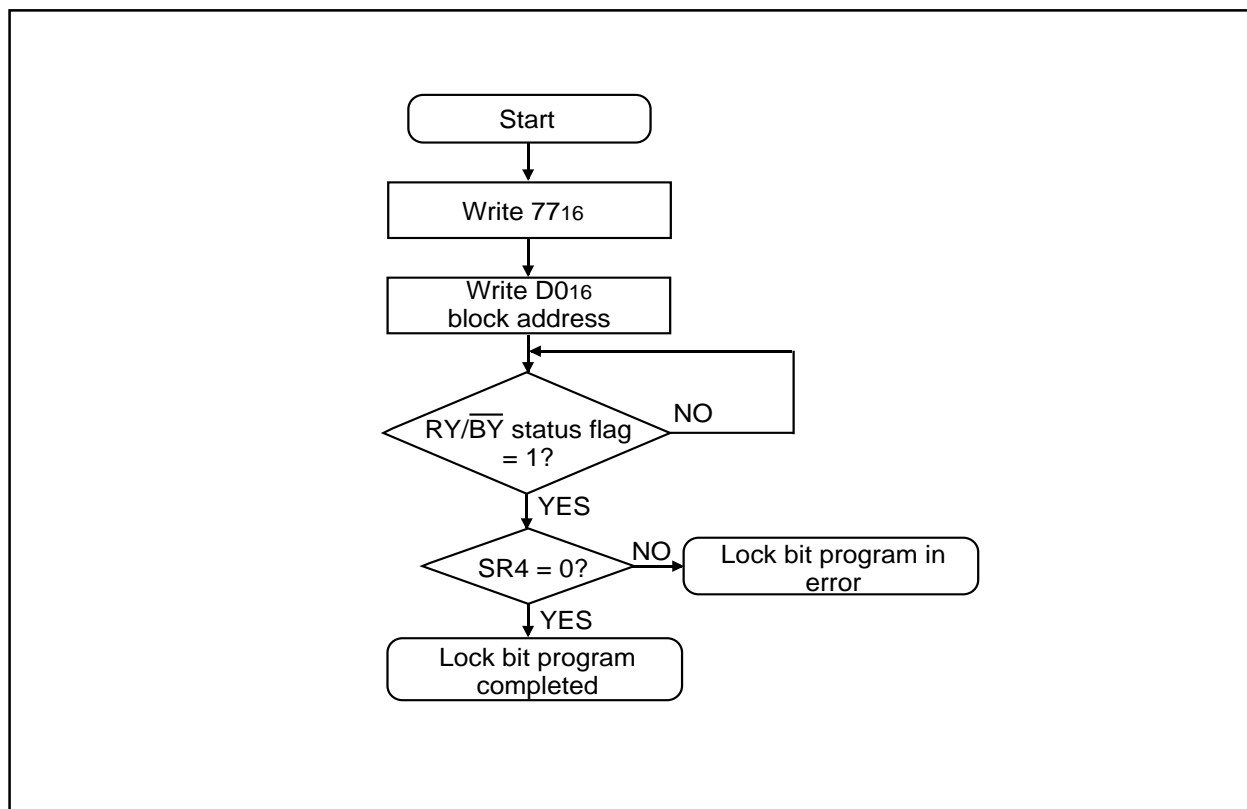 Start
Write 7716
Write D016
block address
NO
RY/BY status flag
= 1?
YES
NO
SR4 = 0?
Lock bit program in
error
YES
Lock bit program
completed